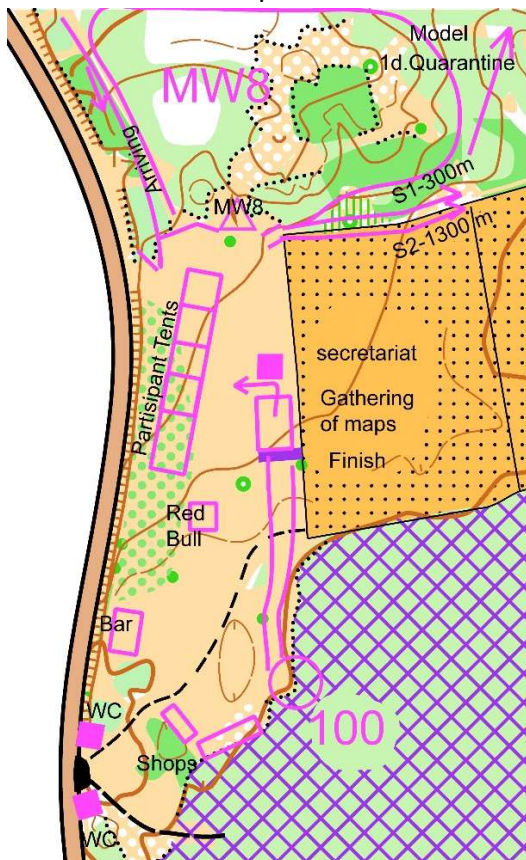 Model
1d.Quarantine
MW8
Arriving
MW8
S1-300m
S2-1300 m
Partisipant Tents
secretariat
Gathering
of maps
Finish
Red
Bull
Bar
WC
100
Shops
WC